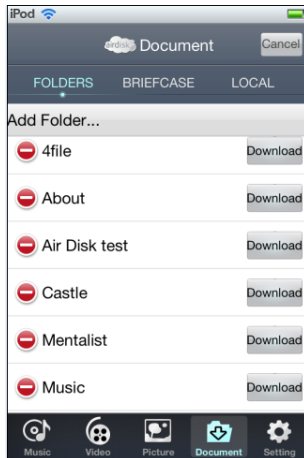 iPod
airdisk Document Cancel
FOLDERS BRIEFCASE LOCAL
Add Folder...
4file Download
About Download
Air Disk test Download
Castle Download
Mentalist Download
Music Download
Music Video Picture Document Setting